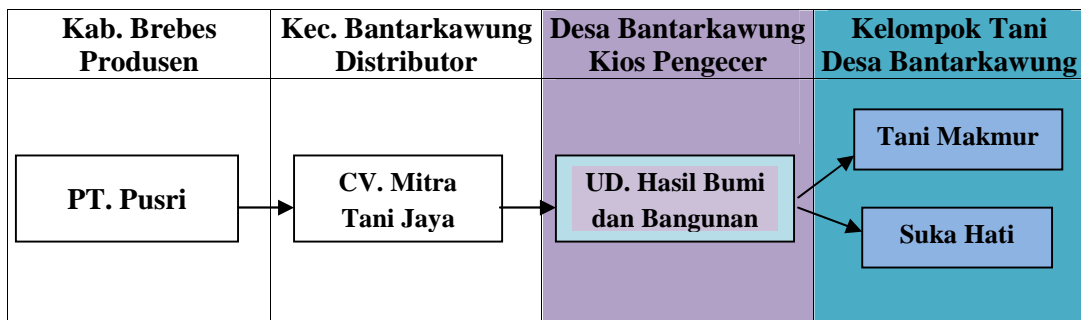 Kab. Brebes
Produsen
Kec. Bantarkawung
Distributor
Desa Bantarkawung
Kios Pengecer
Kelompok Tani
Desa Bantarkawung
PT. Pusri
CV. Mitra
Tani Jaya
UD. Hasil Bumi
dan Bangunan
Tani Makmur
Suka Hati